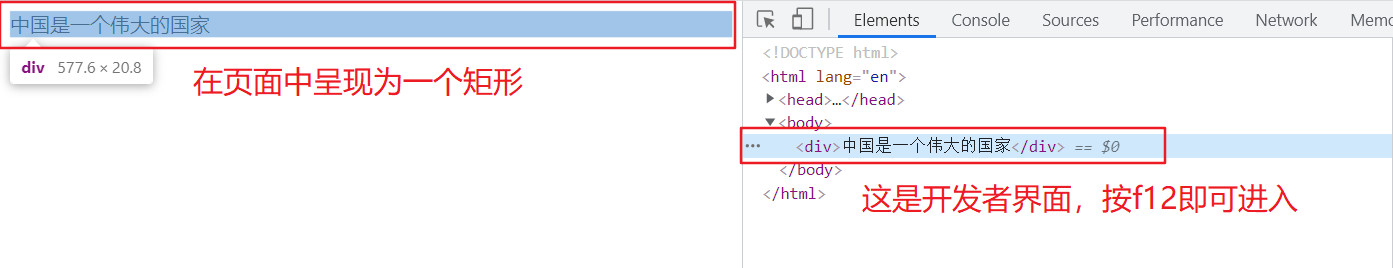 中国是一个伟大的国家
div 577.6 × 20.8
在页面中呈现为一个矩形
Elements Console Sources Performance Network Memo
<!DOCTYPE html>
<html lang="en">
<head>…</head>
<body>
… <div>中国是一个伟大的国家</div> == $0
</body>
</html>
这是开发者界面，按f12即可进入